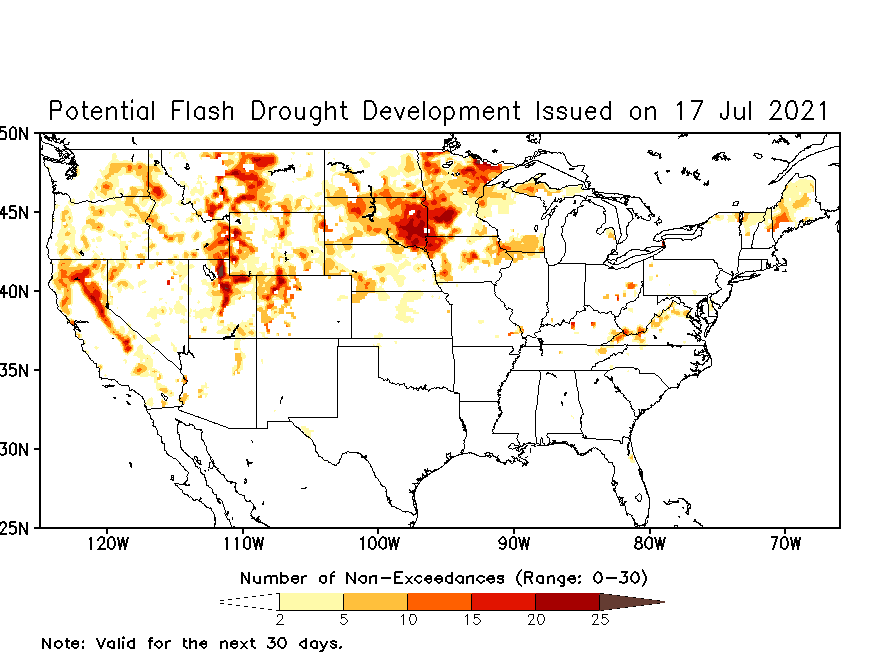 Potential Flash Drought Development Issued on 17 Jul 2021
50N
45N
40N
35N
30N
25N
120W 110W 100W 90W 80W 70W
Number of Non-Exceedances (Range: 0-30)
2 5 10 15 20 25
Note: Valid for the next 30 days.